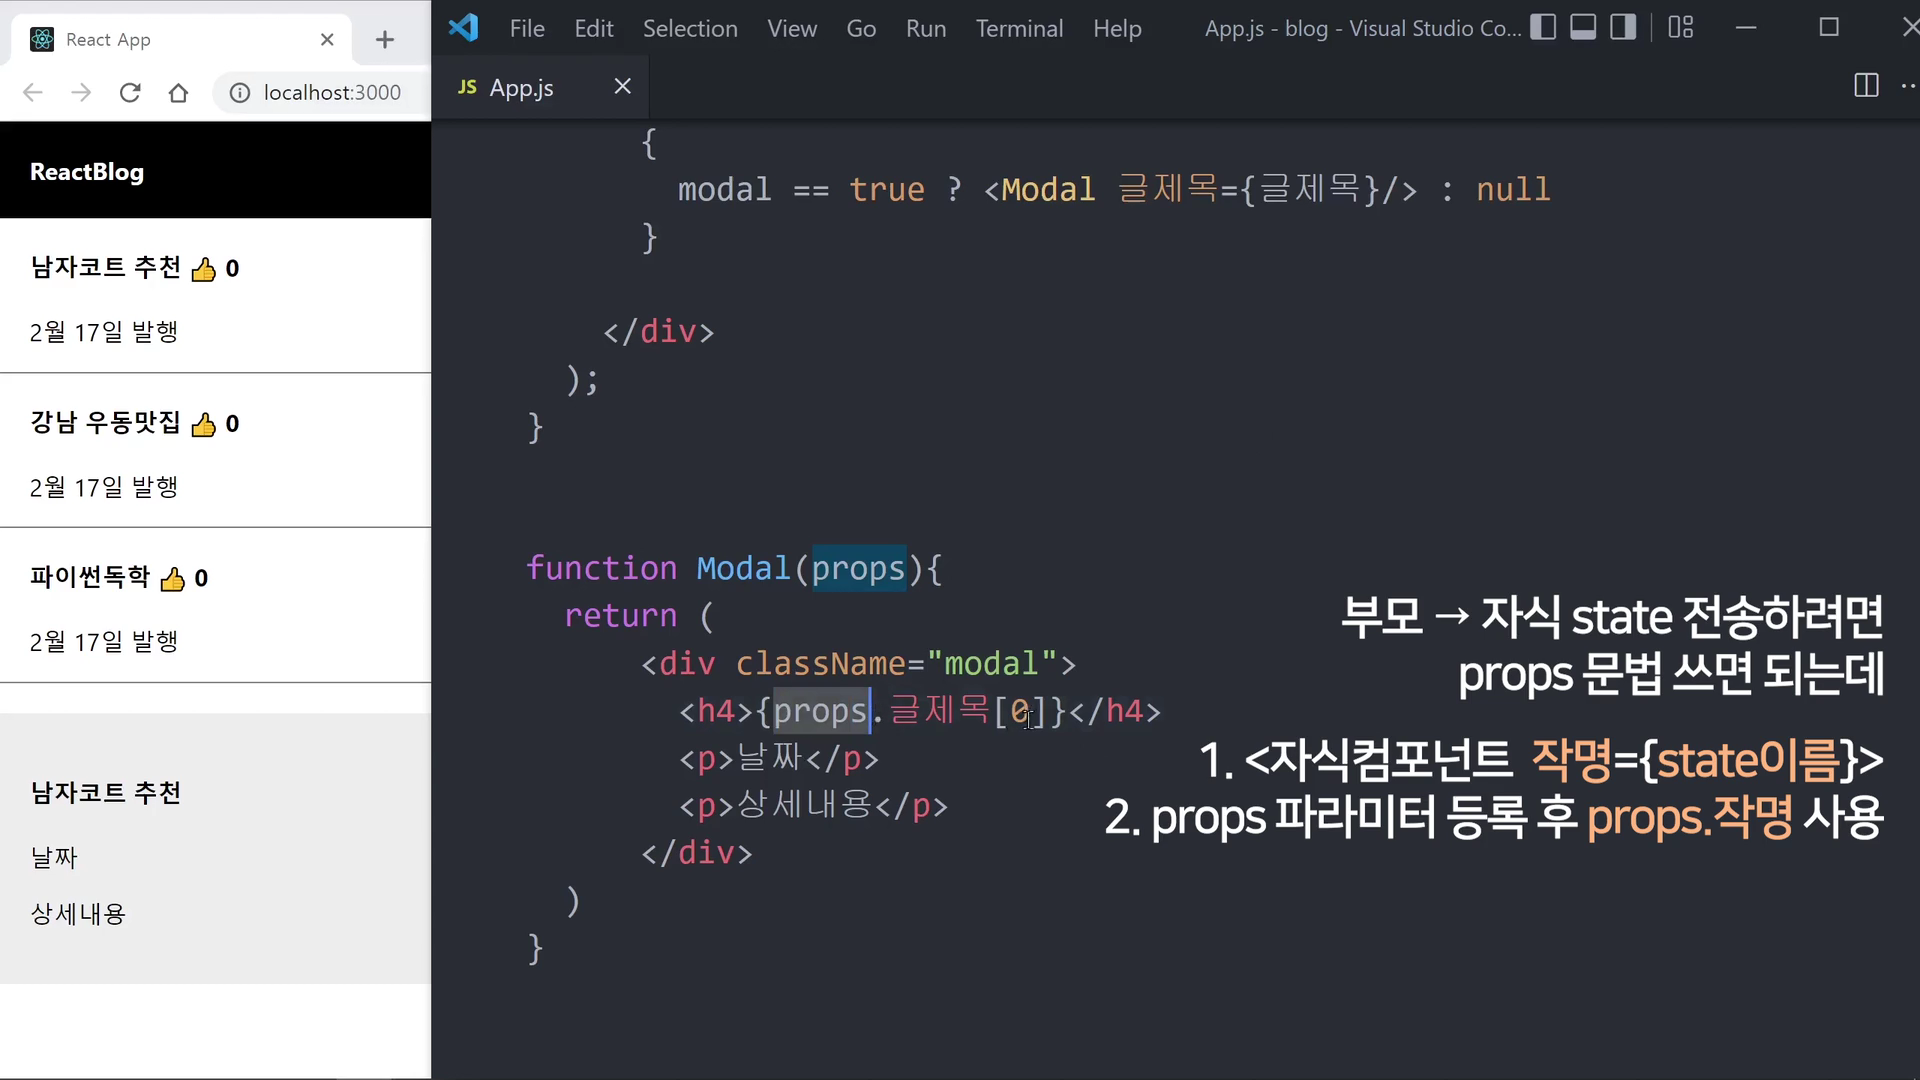 React App
localhost:3000
ReactBlog
남자코트 추천 👍 0
2월 17일 발행
강남 우동맛집 👍 0
2월 17일 발행
파이썬독학 👍 0
2월 17일 발행
남자코트 추천
날짜
상세내용
File Edit Selection View Go Run Terminal Help App.js - blog - Visual Studio Co...
JS App.js
{
modal == true ? <Modal 글제목={글제목}/> : null
}
</div>
);
}
function Modal(props){
return (
<div className="modal">
<h4>{props.글제목[0]}</h4>
<p>날짜</p>
<p>상세내용</p>
</div>
)
}
부모 → 자식 state 전송하려면
props 문법 쓰면 되는데
1. <자식컴포넌트 작명={state이름}>
2. props 파라미터 등록 후 props.작명 사용